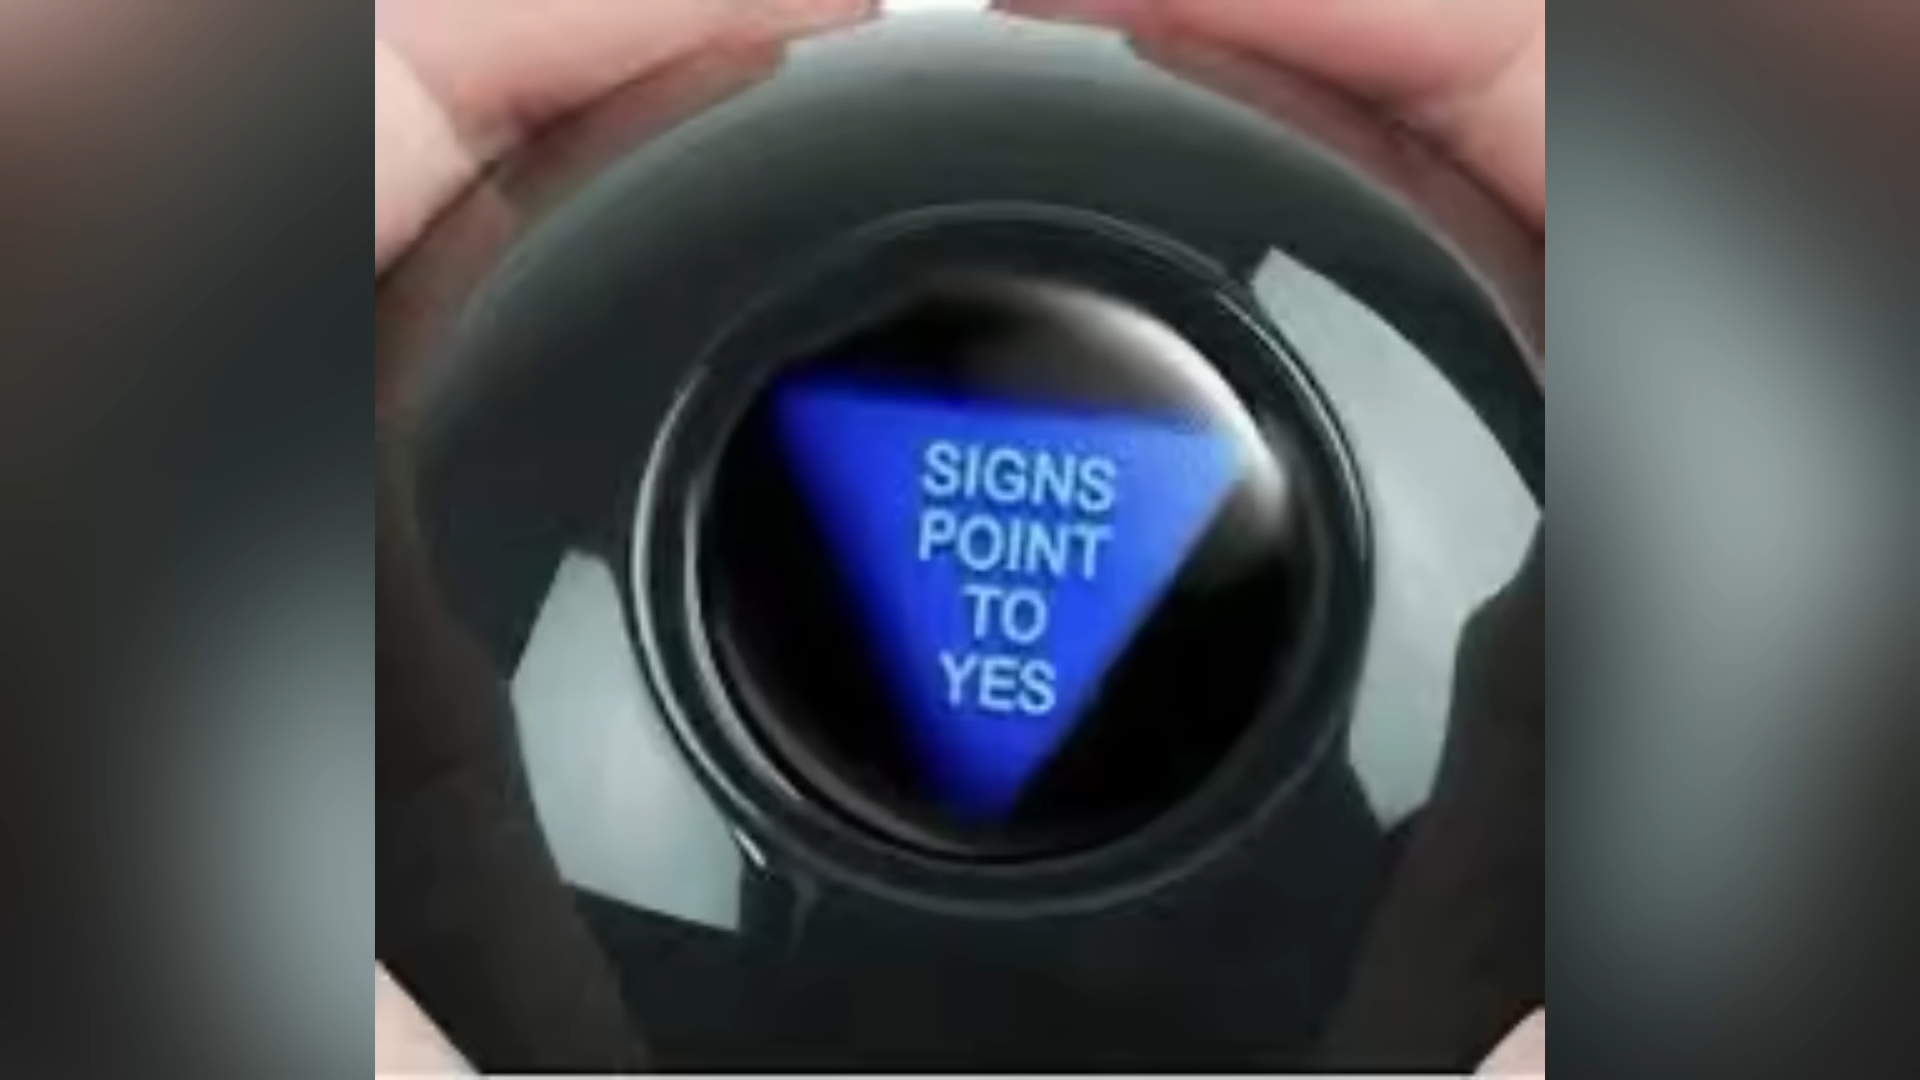 SIGNS
POINT
TO
YES